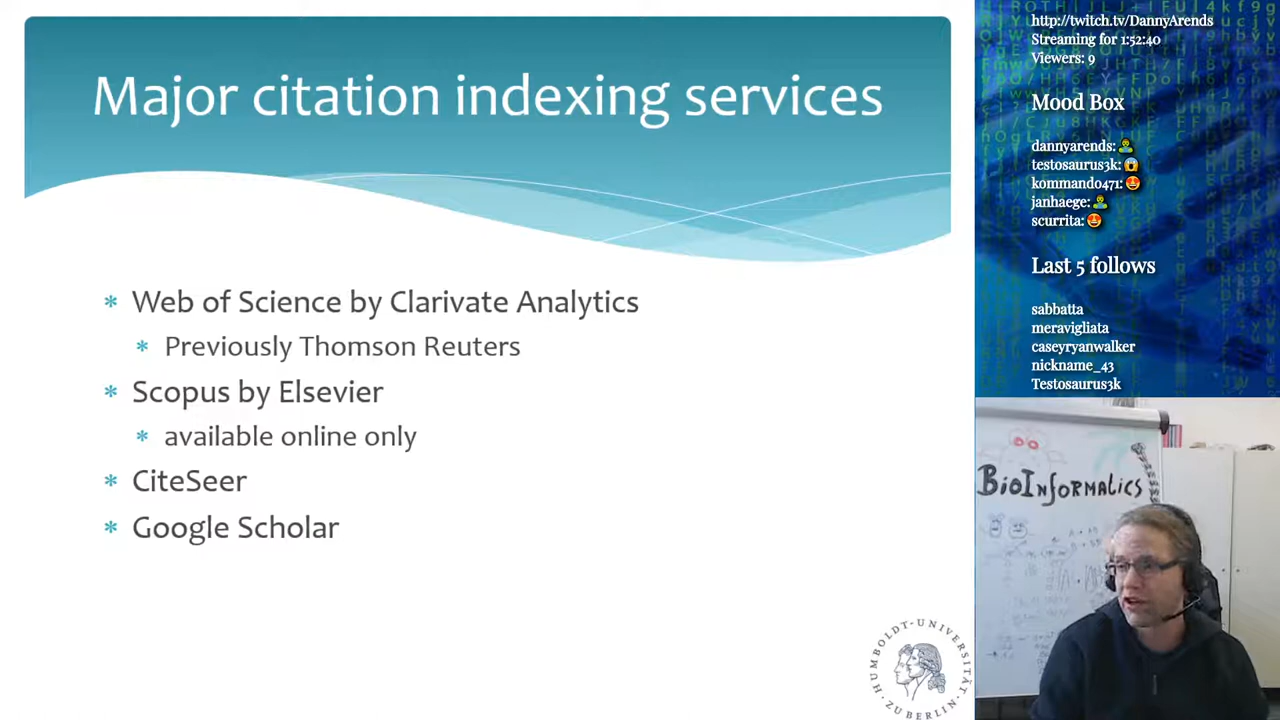 Major citation indexing services
* Web of Science by Clarivate Analytics
* Previously Thomson Reuters
* Scopus by Elsevier
* available online only
* CiteSeer
* Google Scholar
HUMBOLDT-UNIVERSITÄT
ZU BERLIN
http://twitch.tv/DannyArends
Streaming for 1:52:40
Viewers: 9
Mood Box
dannyarends:
testosaurus3k:
kommando471:
janhaege:
scurrita:
Last 5 follows
sabbatta
meravigliata
caseyryanwalker
nickname_43
Testosaurus3k
BioInformatics